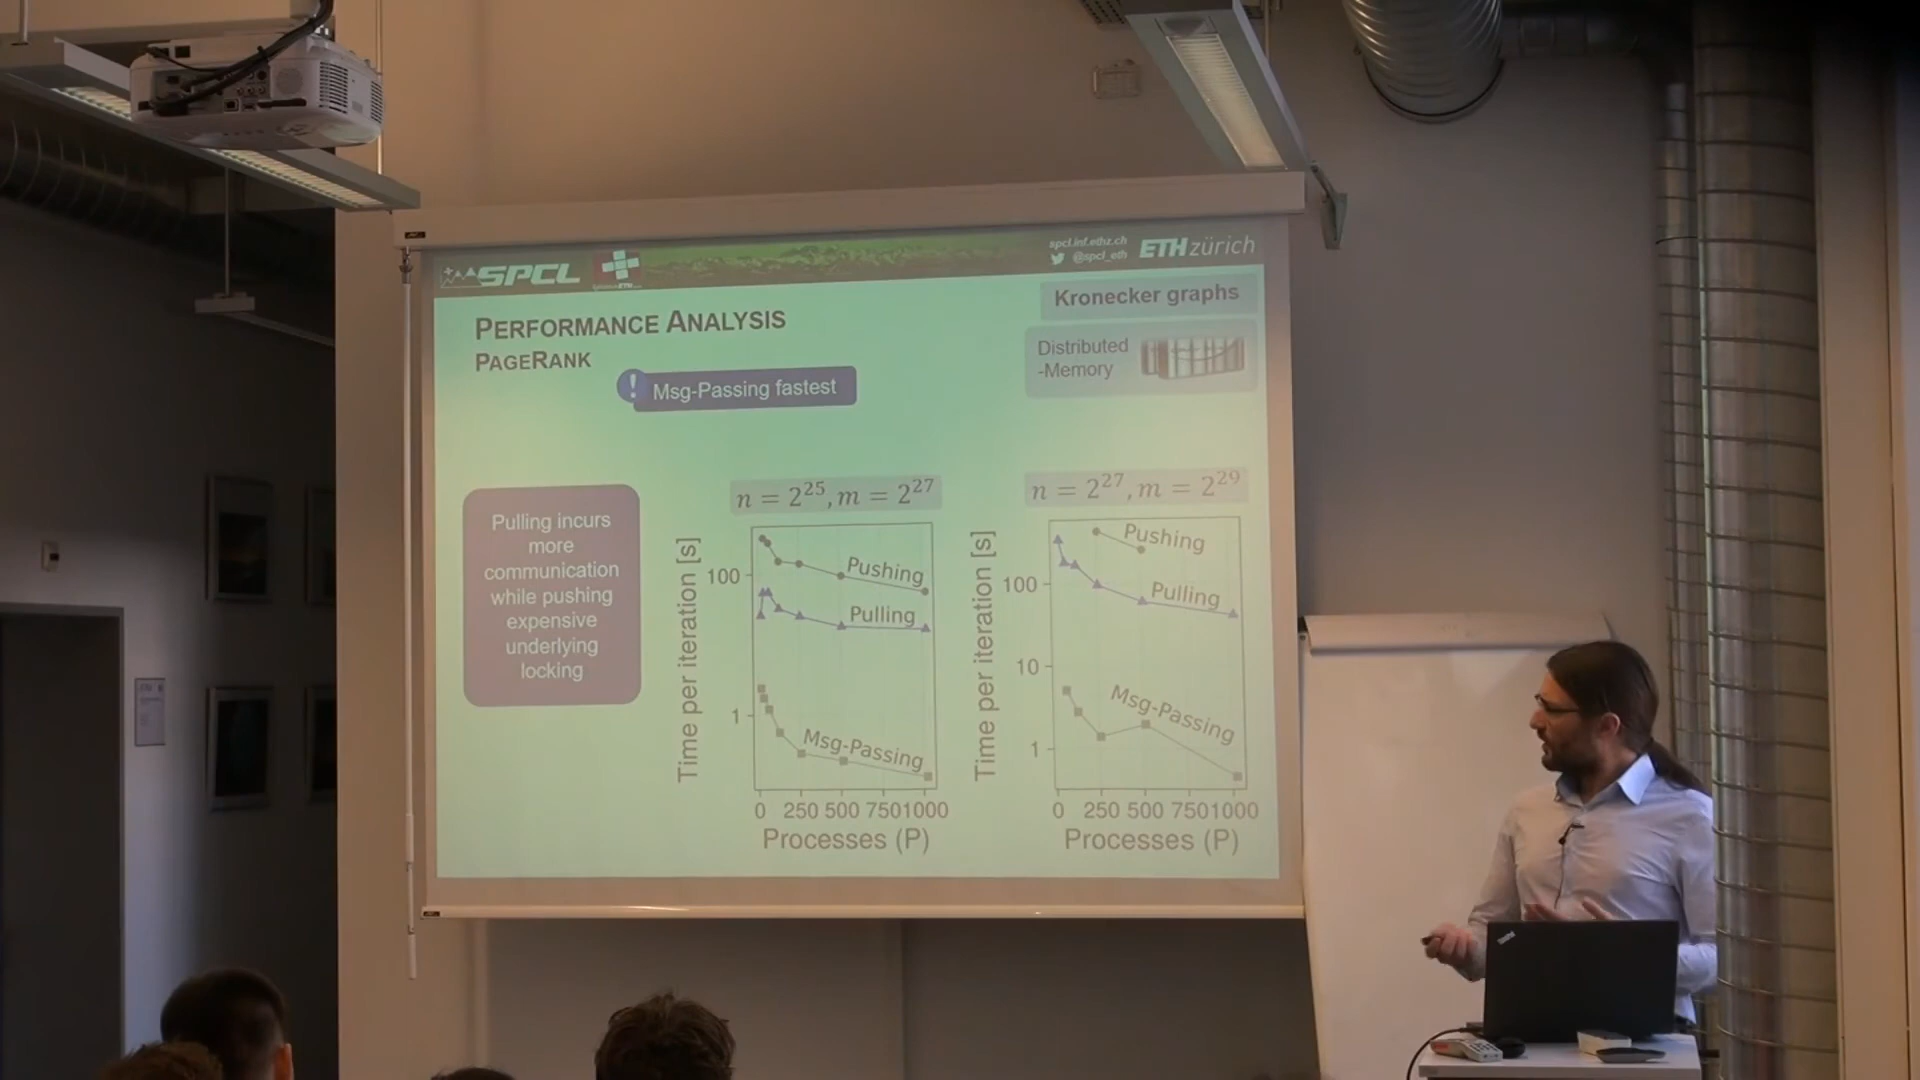 SPCL
spcl.inf.ethz.ch
@spcl_eth
ETH zürich
PERFORMANCE ANALYSIS
PAGERANK
Kronecker graphs
Distributed
-Memory
! Msg-Passing fastest
Pulling incurs
more
communication
while pushing
expensive
underlying
locking
n = 2^25, m = 2^27
Time per iteration [s]
100
1
Pushing
Pulling
Msg-Passing
0 250 500 750 1000
Processes (P)
n = 2^27, m = 2^29
Time per iteration [s]
100
10
1
Pushing
Pulling
Msg-Passing
0 250 500 750 1000
Processes (P)